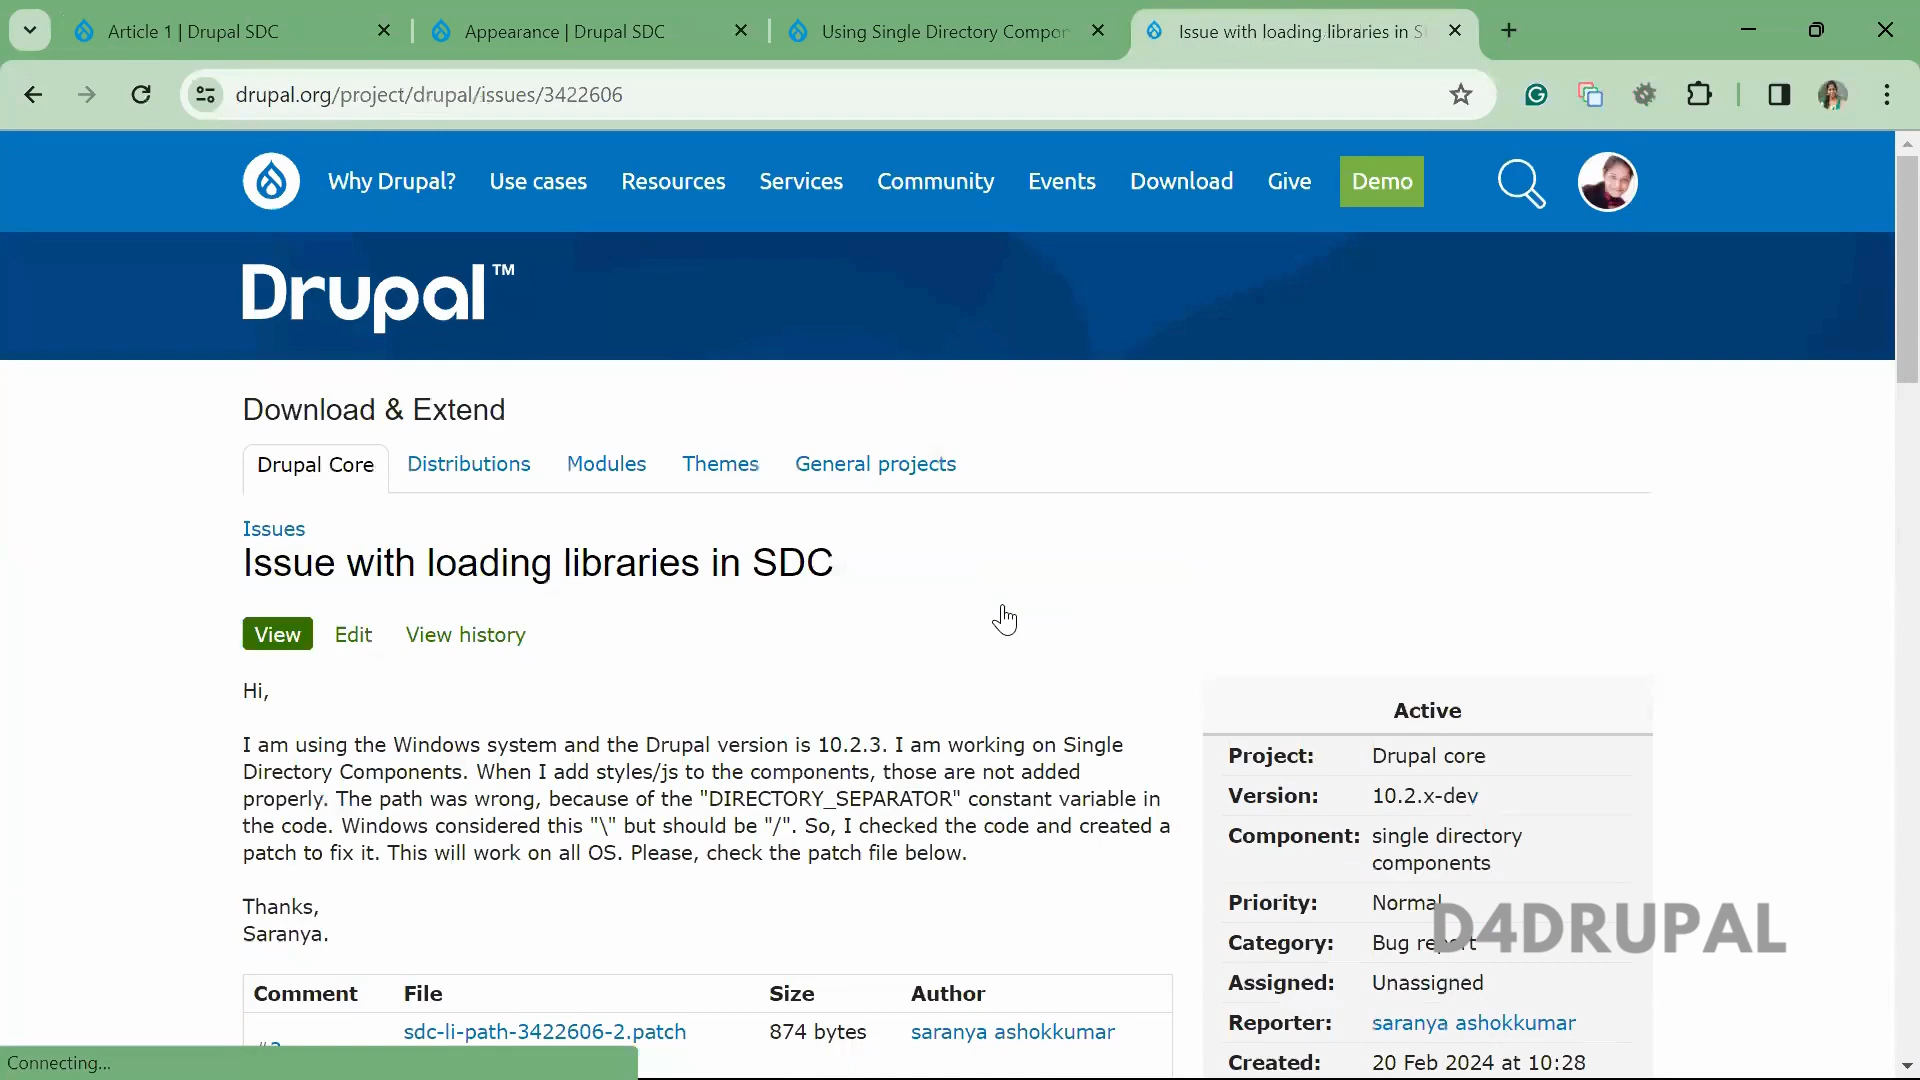 Article 1 | Drupal SDC
Appearance | Drupal SDC
Using Single Directory Compon
Issue with loading libraries in S
drupal.org/project/drupal/issues/3422606
Why Drupal?
Use cases
Resources
Services
Community
Events
Download
Give
Demo
Drupal™
Download & Extend
Drupal Core
Distributions
Modules
Themes
General projects
Issues
Issue with loading libraries in SDC
View
Edit
View history
Hi,
I am using the Windows system and the Drupal version is 10.2.3. I am working on Single
Directory Components. When I add styles/js to the components, those are not added
properly. The path was wrong, because of the "DIRECTORY_SEPARATOR" constant variable in
the code. Windows considered this "\" but should be "/". So, I checked the code and created a
patch to fix it. This will work on all OS. Please, check the patch file below.
Thanks,
Saranya.
Comment File Size Author
sdc-li-path-3422606-2.patch 874 bytes saranya ashokkumar
Active
Project: Drupal core
Version: 10.2.x-dev
Component: single directory
components
Priority: Normal
Category: Bug report
Assigned: Unassigned
Reporter: saranya ashokkumar
Created: 20 Feb 2024 at 10:28
D4DRUPAL
Connecting...